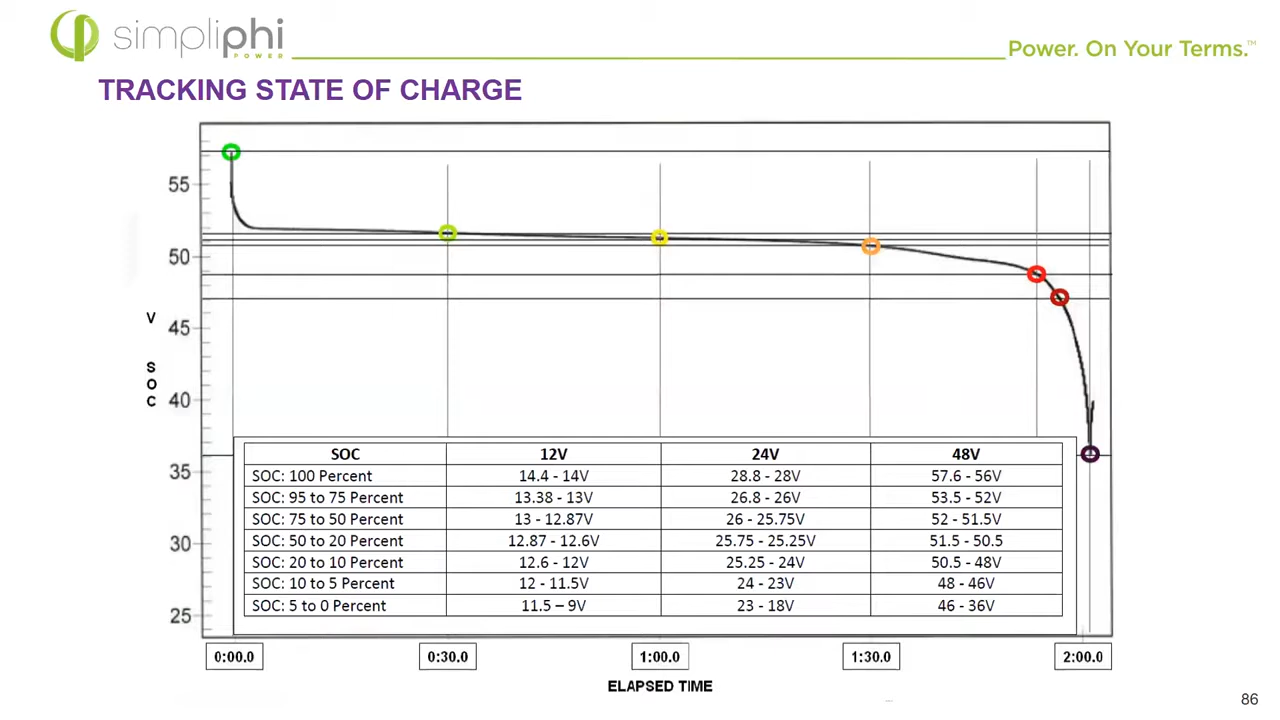 simpliphi
POWER
Power. On Your Terms.™
TRACKING STATE OF CHARGE
55
50
V
45
SOC
40
35
30
25
SOC 12V 24V 48V
SOC: 100 Percent 14.4 - 14V 28.8 - 28V 57.6 - 56V
SOC: 95 to 75 Percent 13.38 - 13V 26.8 - 26V 53.5 - 52V
SOC: 75 to 50 Percent 13 - 12.87V 26 - 25.75V 52 - 51.5V
SOC: 50 to 20 Percent 12.87 - 12.6V 25.75 - 25.25V 51.5 - 50.5
SOC: 20 to 10 Percent 12.6 - 12V 25.25 - 24V 50.5 - 48V
SOC: 10 to 5 Percent 12 - 11.5V 24 - 23V 48 - 46V
SOC: 5 to 0 Percent 11.5 – 9V 23 - 18V 46 - 36V
0:00.0 0:30.0 1:00.0 1:30.0 2:00.0
ELAPSED TIME
86